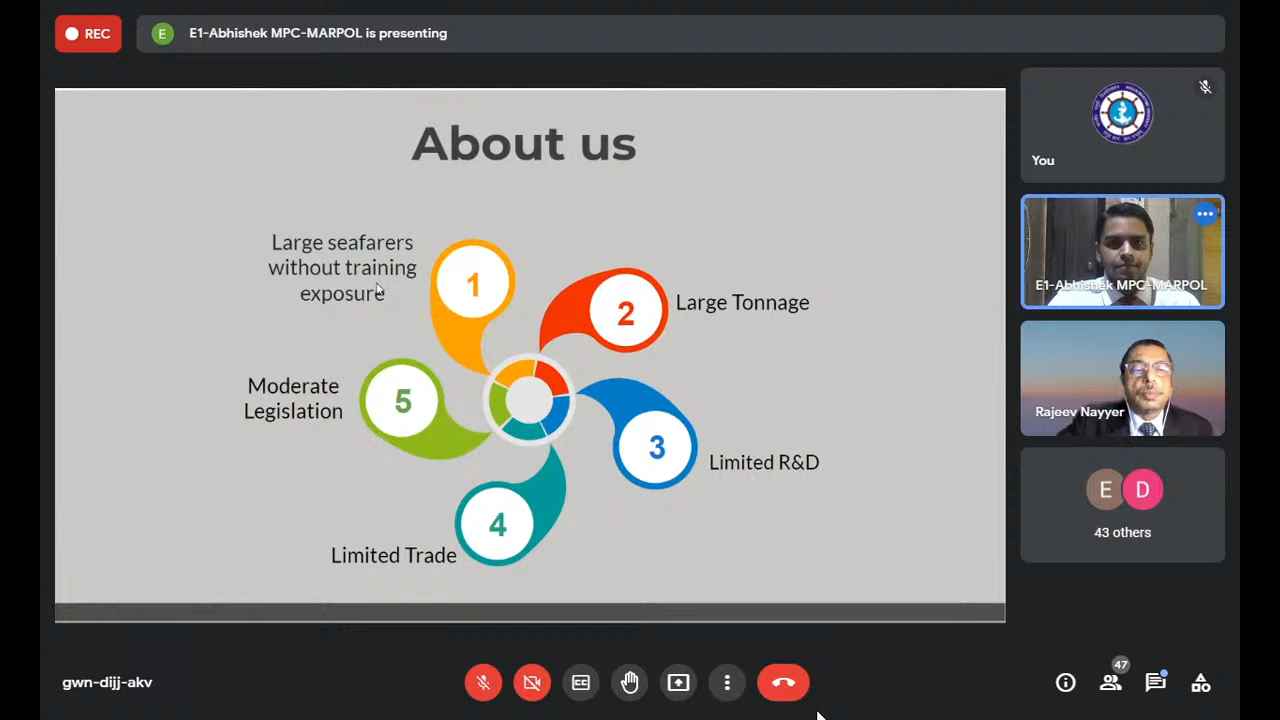 REC
E E1-Abhishek MPC-MARPOL is presenting
About us
Large seafarers
without training
exposure
1
2
Large Tonnage
Moderate
Legislation
5
3
Limited R&D
4
Limited Trade
You
E1-Abhishek MPC-MARPOL
Rajeev Nayyer
E D
43 others
gwn-dijj-akv
CC
47